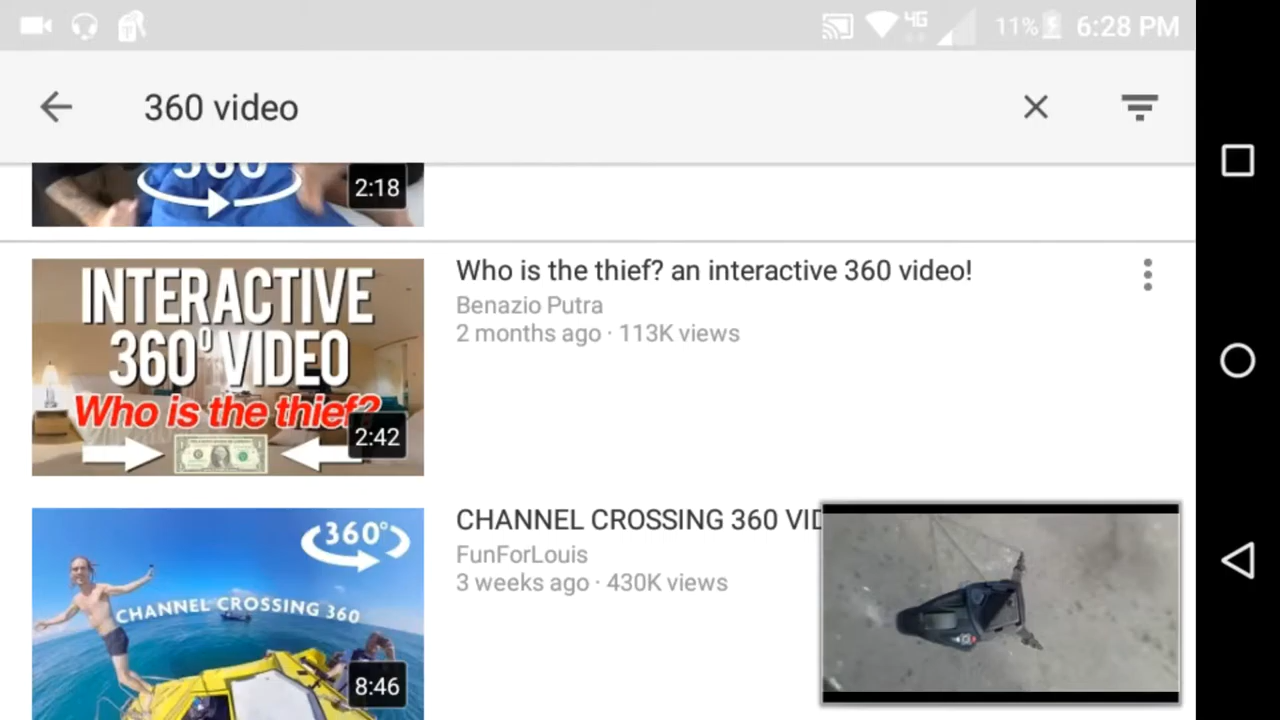 4G
11%
6:28 PM
360 video
360
2:18
INTERACTIVE
360° VIDEO
Who is the thief?
2:42
Who is the thief? an interactive 360 video!
Benazio Putra
2 months ago · 113K views
360°
CHANNEL CROSSING 360
8:46
CHANNEL CROSSING 360 VID
FunForLouis
3 weeks ago · 430K views